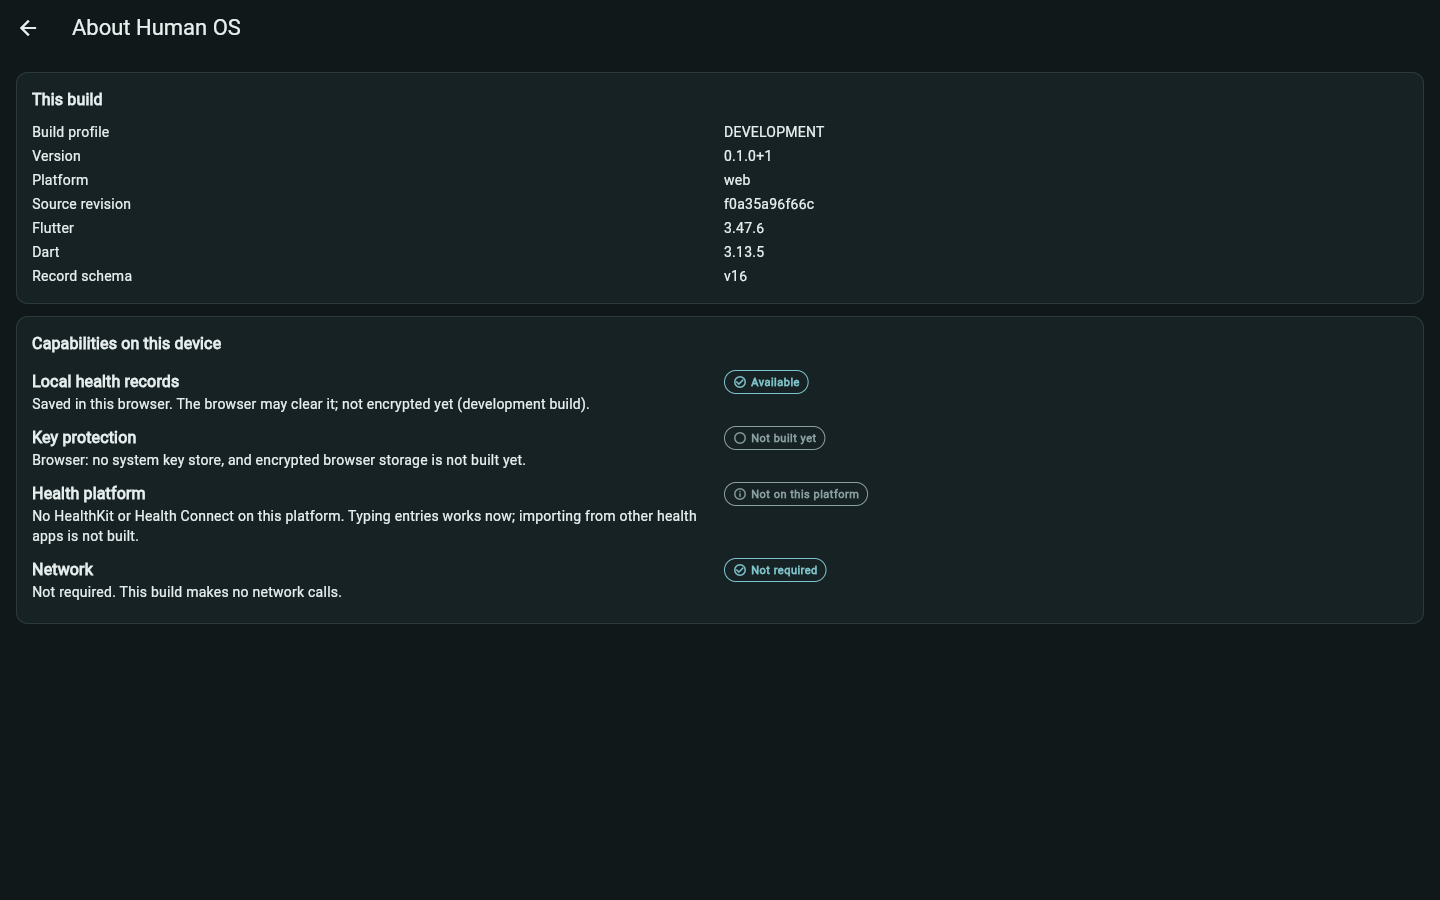 About Human OS
This build
Build profile DEVELOPMENT
Version 0.1.0+1
Platform web
Source revision f0a35a96f66c
Flutter 3.47.6
Dart 3.13.5
Record schema v16
Capabilities on this device
Local health records Available
Saved in this browser. The browser may clear it; not encrypted yet (development build).
Key protection Not built yet
Browser: no system key store, and encrypted browser storage is not built yet.
Health platform Not on this platform
No HealthKit or Health Connect on this platform. Typing entries works now; importing from other health
apps is not built.
Network Not required
Not required. This build makes no network calls.